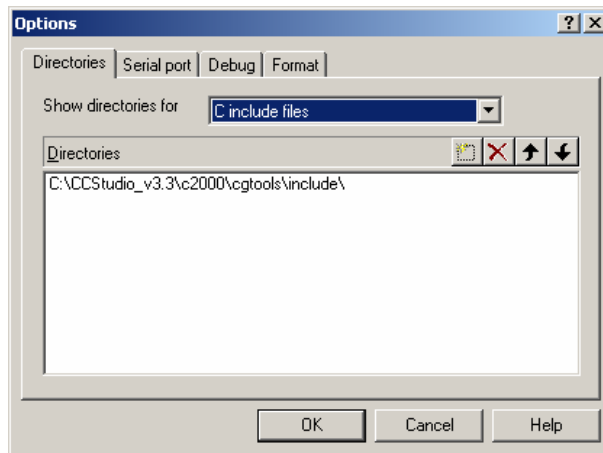 Options
Directories Serial port Debug Format
Show directories for C include files
Directories
C:\CCStudio_v3.3\c2000\cgtools\include\
OK Cancel Help